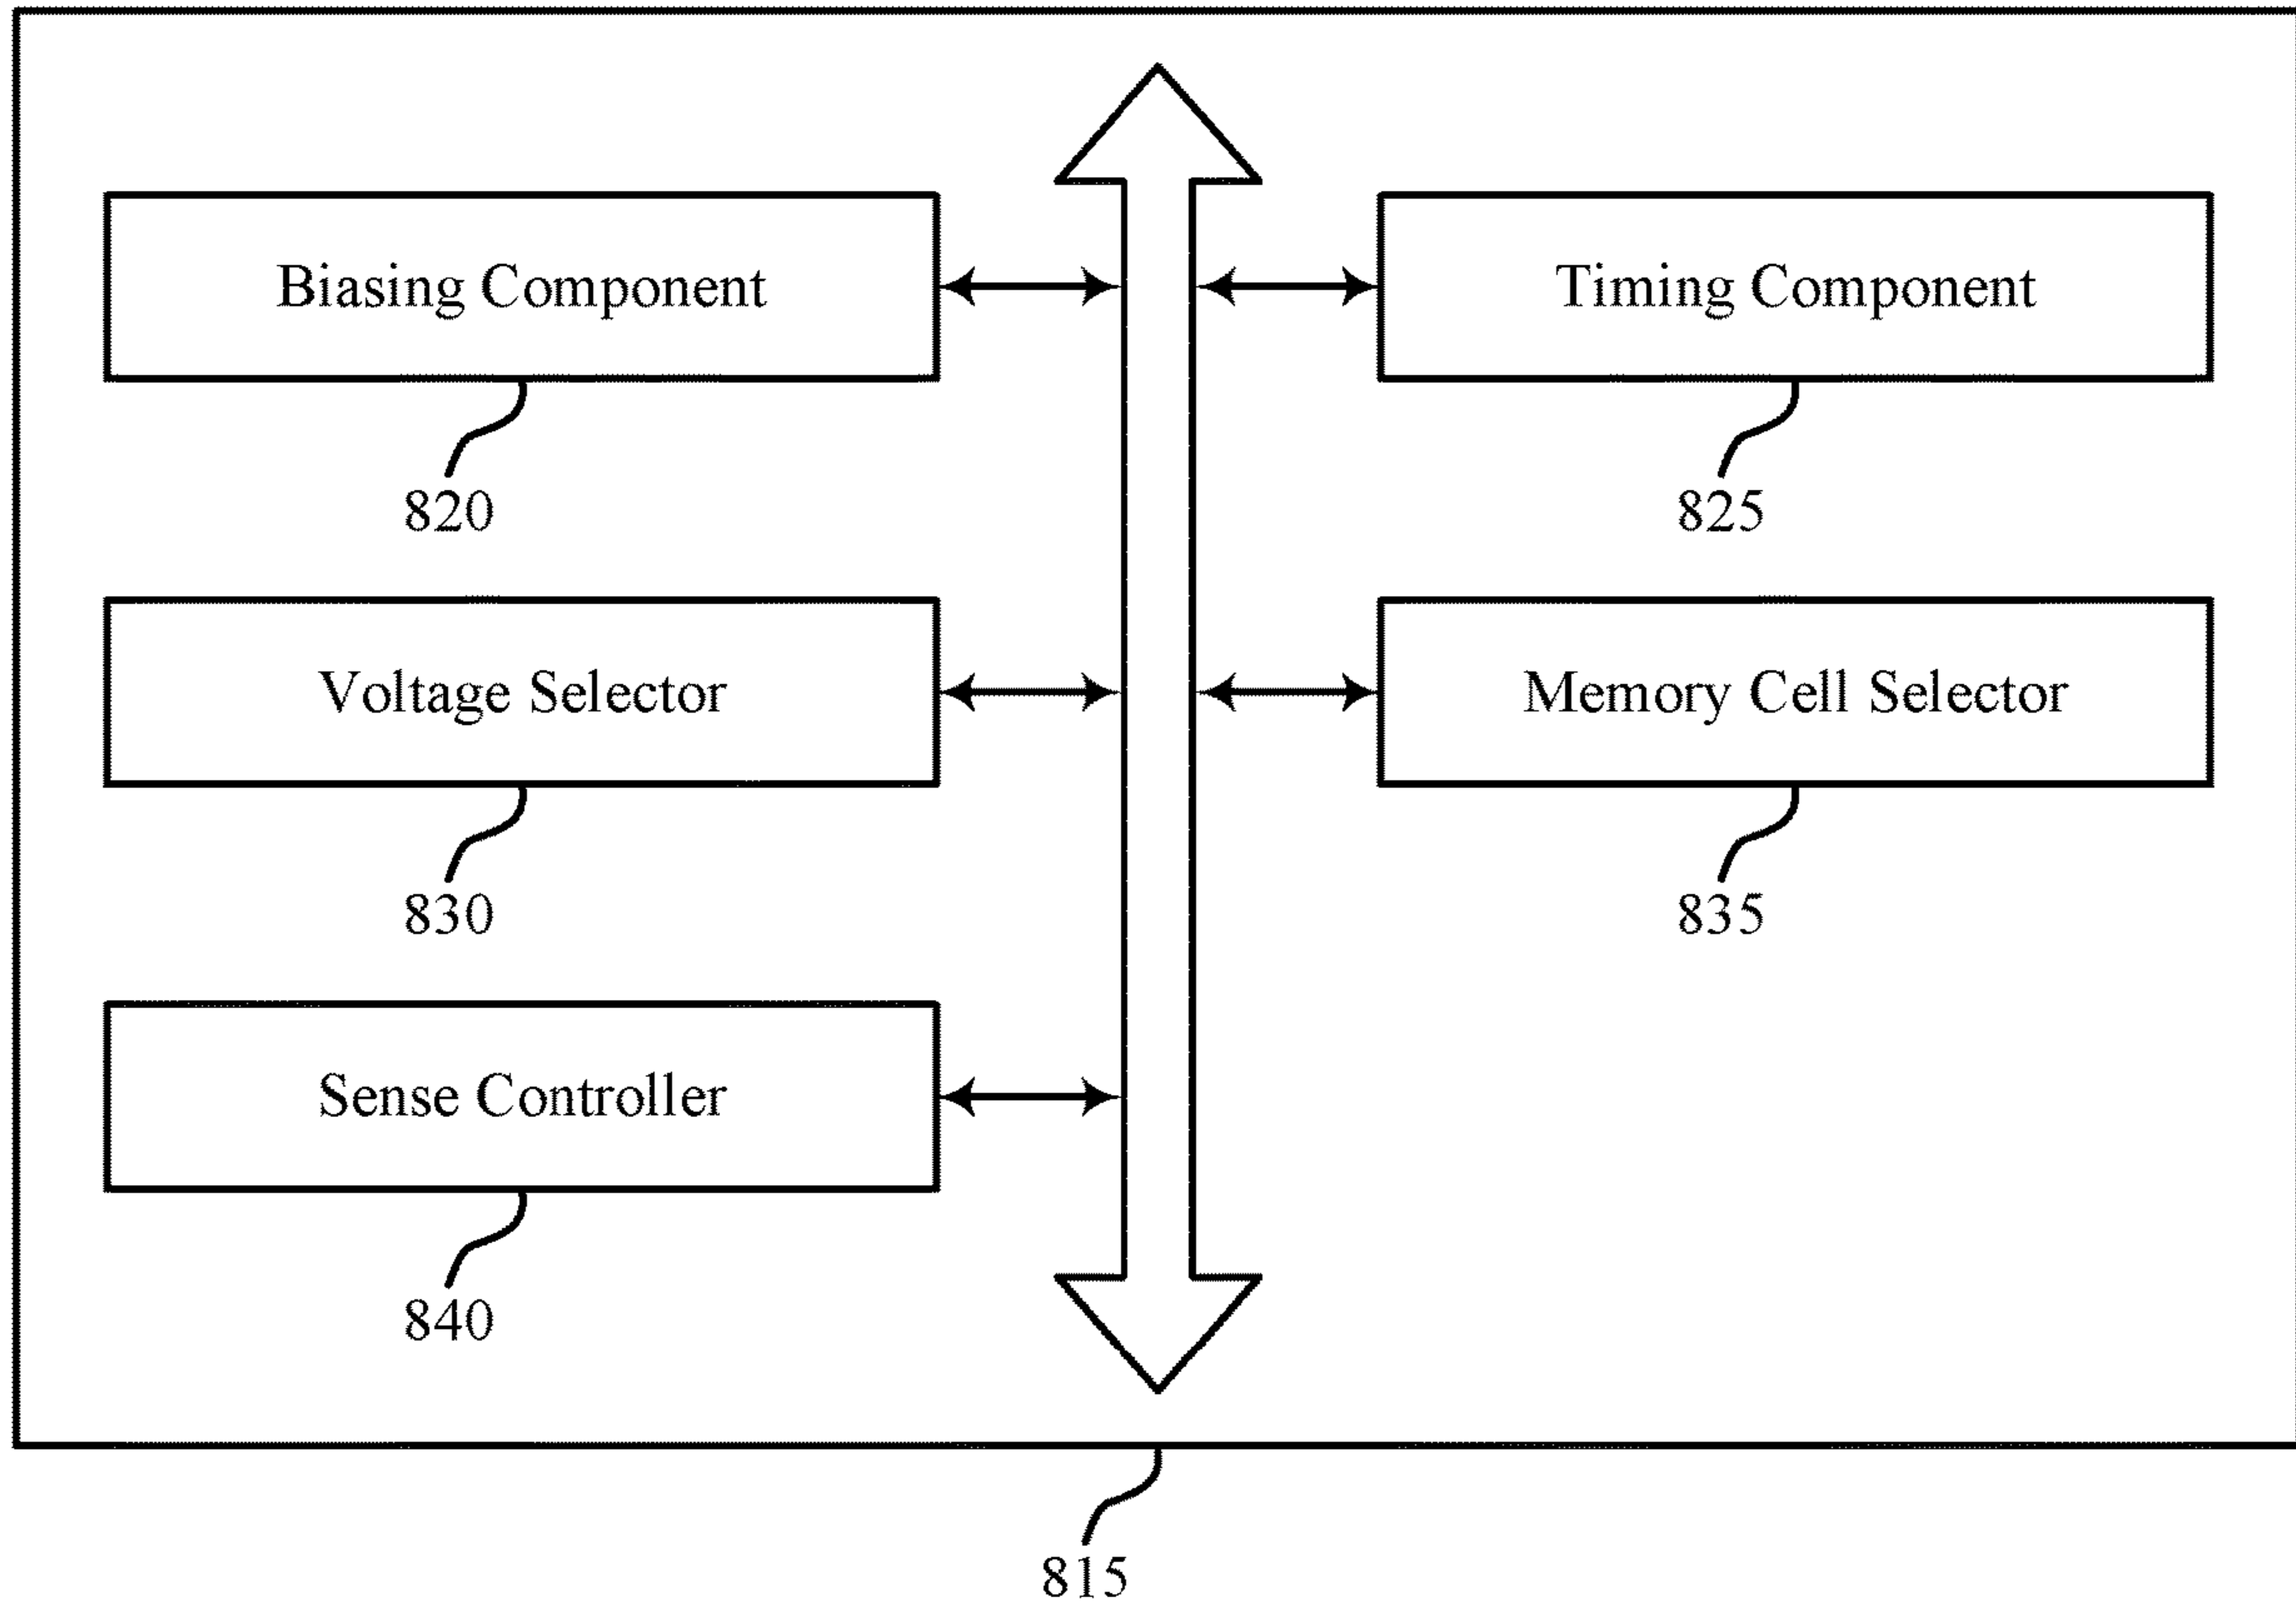 Biasing Component
Timing Component
820
825
Voltage Selector
Memory Cell Selector
830
835
Sense Controller
840
815